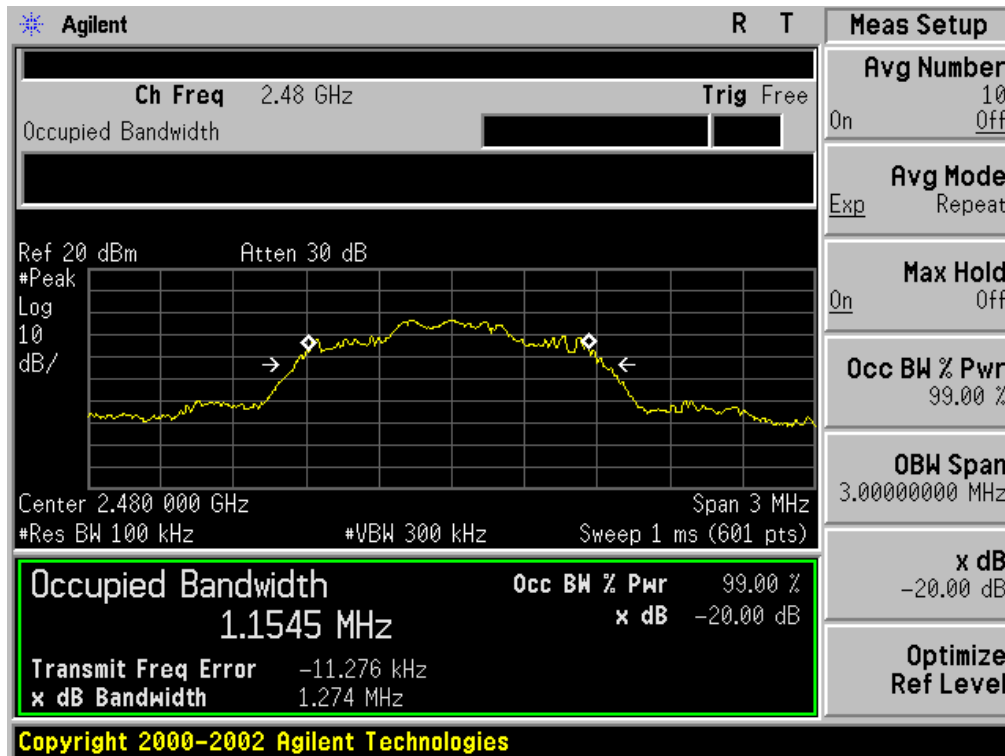 Agilent R T
Ch Freq 2.48 GHz Trig Free
Occupied Bandwidth
Ref 20 dBm Atten 30 dB
#Peak
Log
10
dB/
Center 2.480 000 GHz Span 3 MHz
#Res BW 100 kHz #VBW 300 kHz Sweep 1 ms (601 pts)
Occupied Bandwidth
1.1545 MHz
Occ BW % Pwr 99.00 %
x dB -20.00 dB
Transmit Freq Error -11.276 kHz
x dB Bandwidth 1.274 MHz
Copyright 2000-2002 Agilent Technologies
Meas Setup
Avg Number
10
On Off
Avg Mode
Exp Repeat
Max Hold
On Off
Occ BW % Pwr
99.00 %
OBW Span
3.00000000 MHz
x dB
-20.00 dB
Optimize
Ref Level